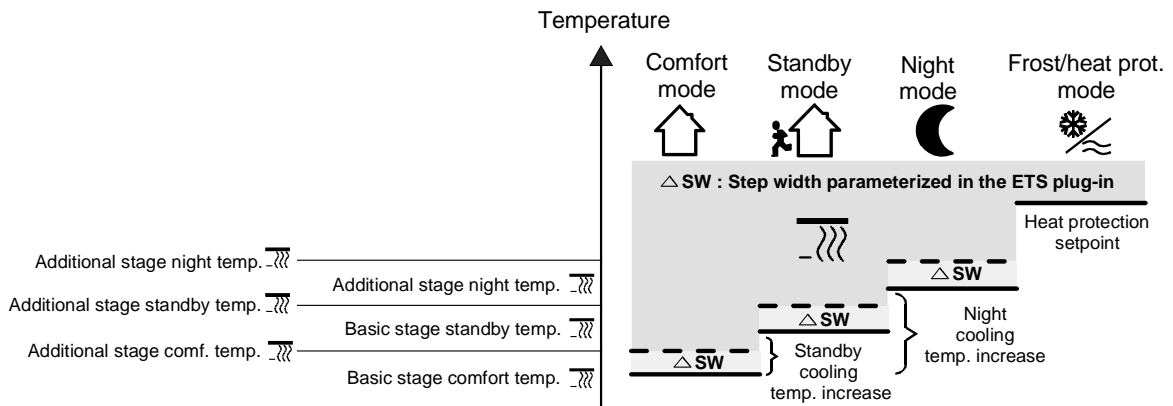 Temperature
Comfort
mode
Standby
mode
Night
mode
Frost/heat prot.
mode
△ SW : Step width parameterized in the ETS plug-in
Heat protection
setpoint
Additional stage night temp.
Additional stage night temp.
Additional stage standby temp.
Basic stage standby temp.
Additional stage comf. temp.
Basic stage comfort temp.
△ SW
△ SW
△ SW
Standby
cooling
temp. increase
Night
cooling
temp. increase